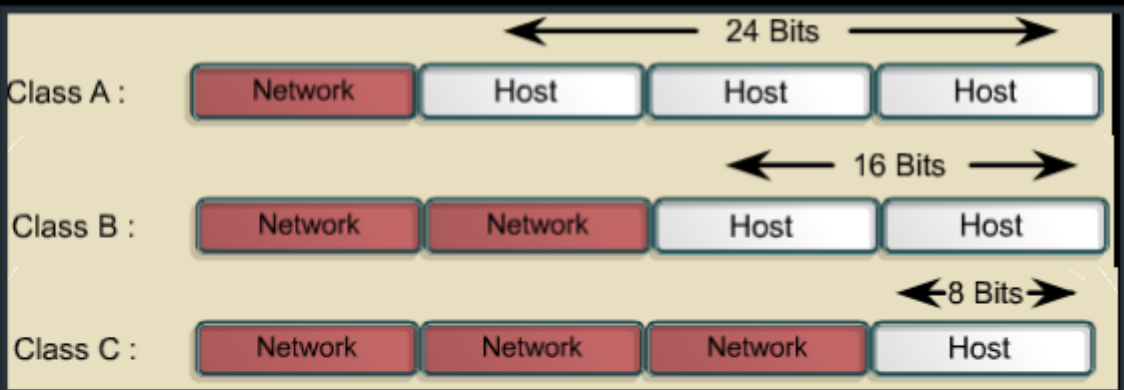 24 Bits
Class A : Network Host Host Host
16 Bits
Class B : Network Network Host Host
8 Bits
Class C : Network Network Network Host